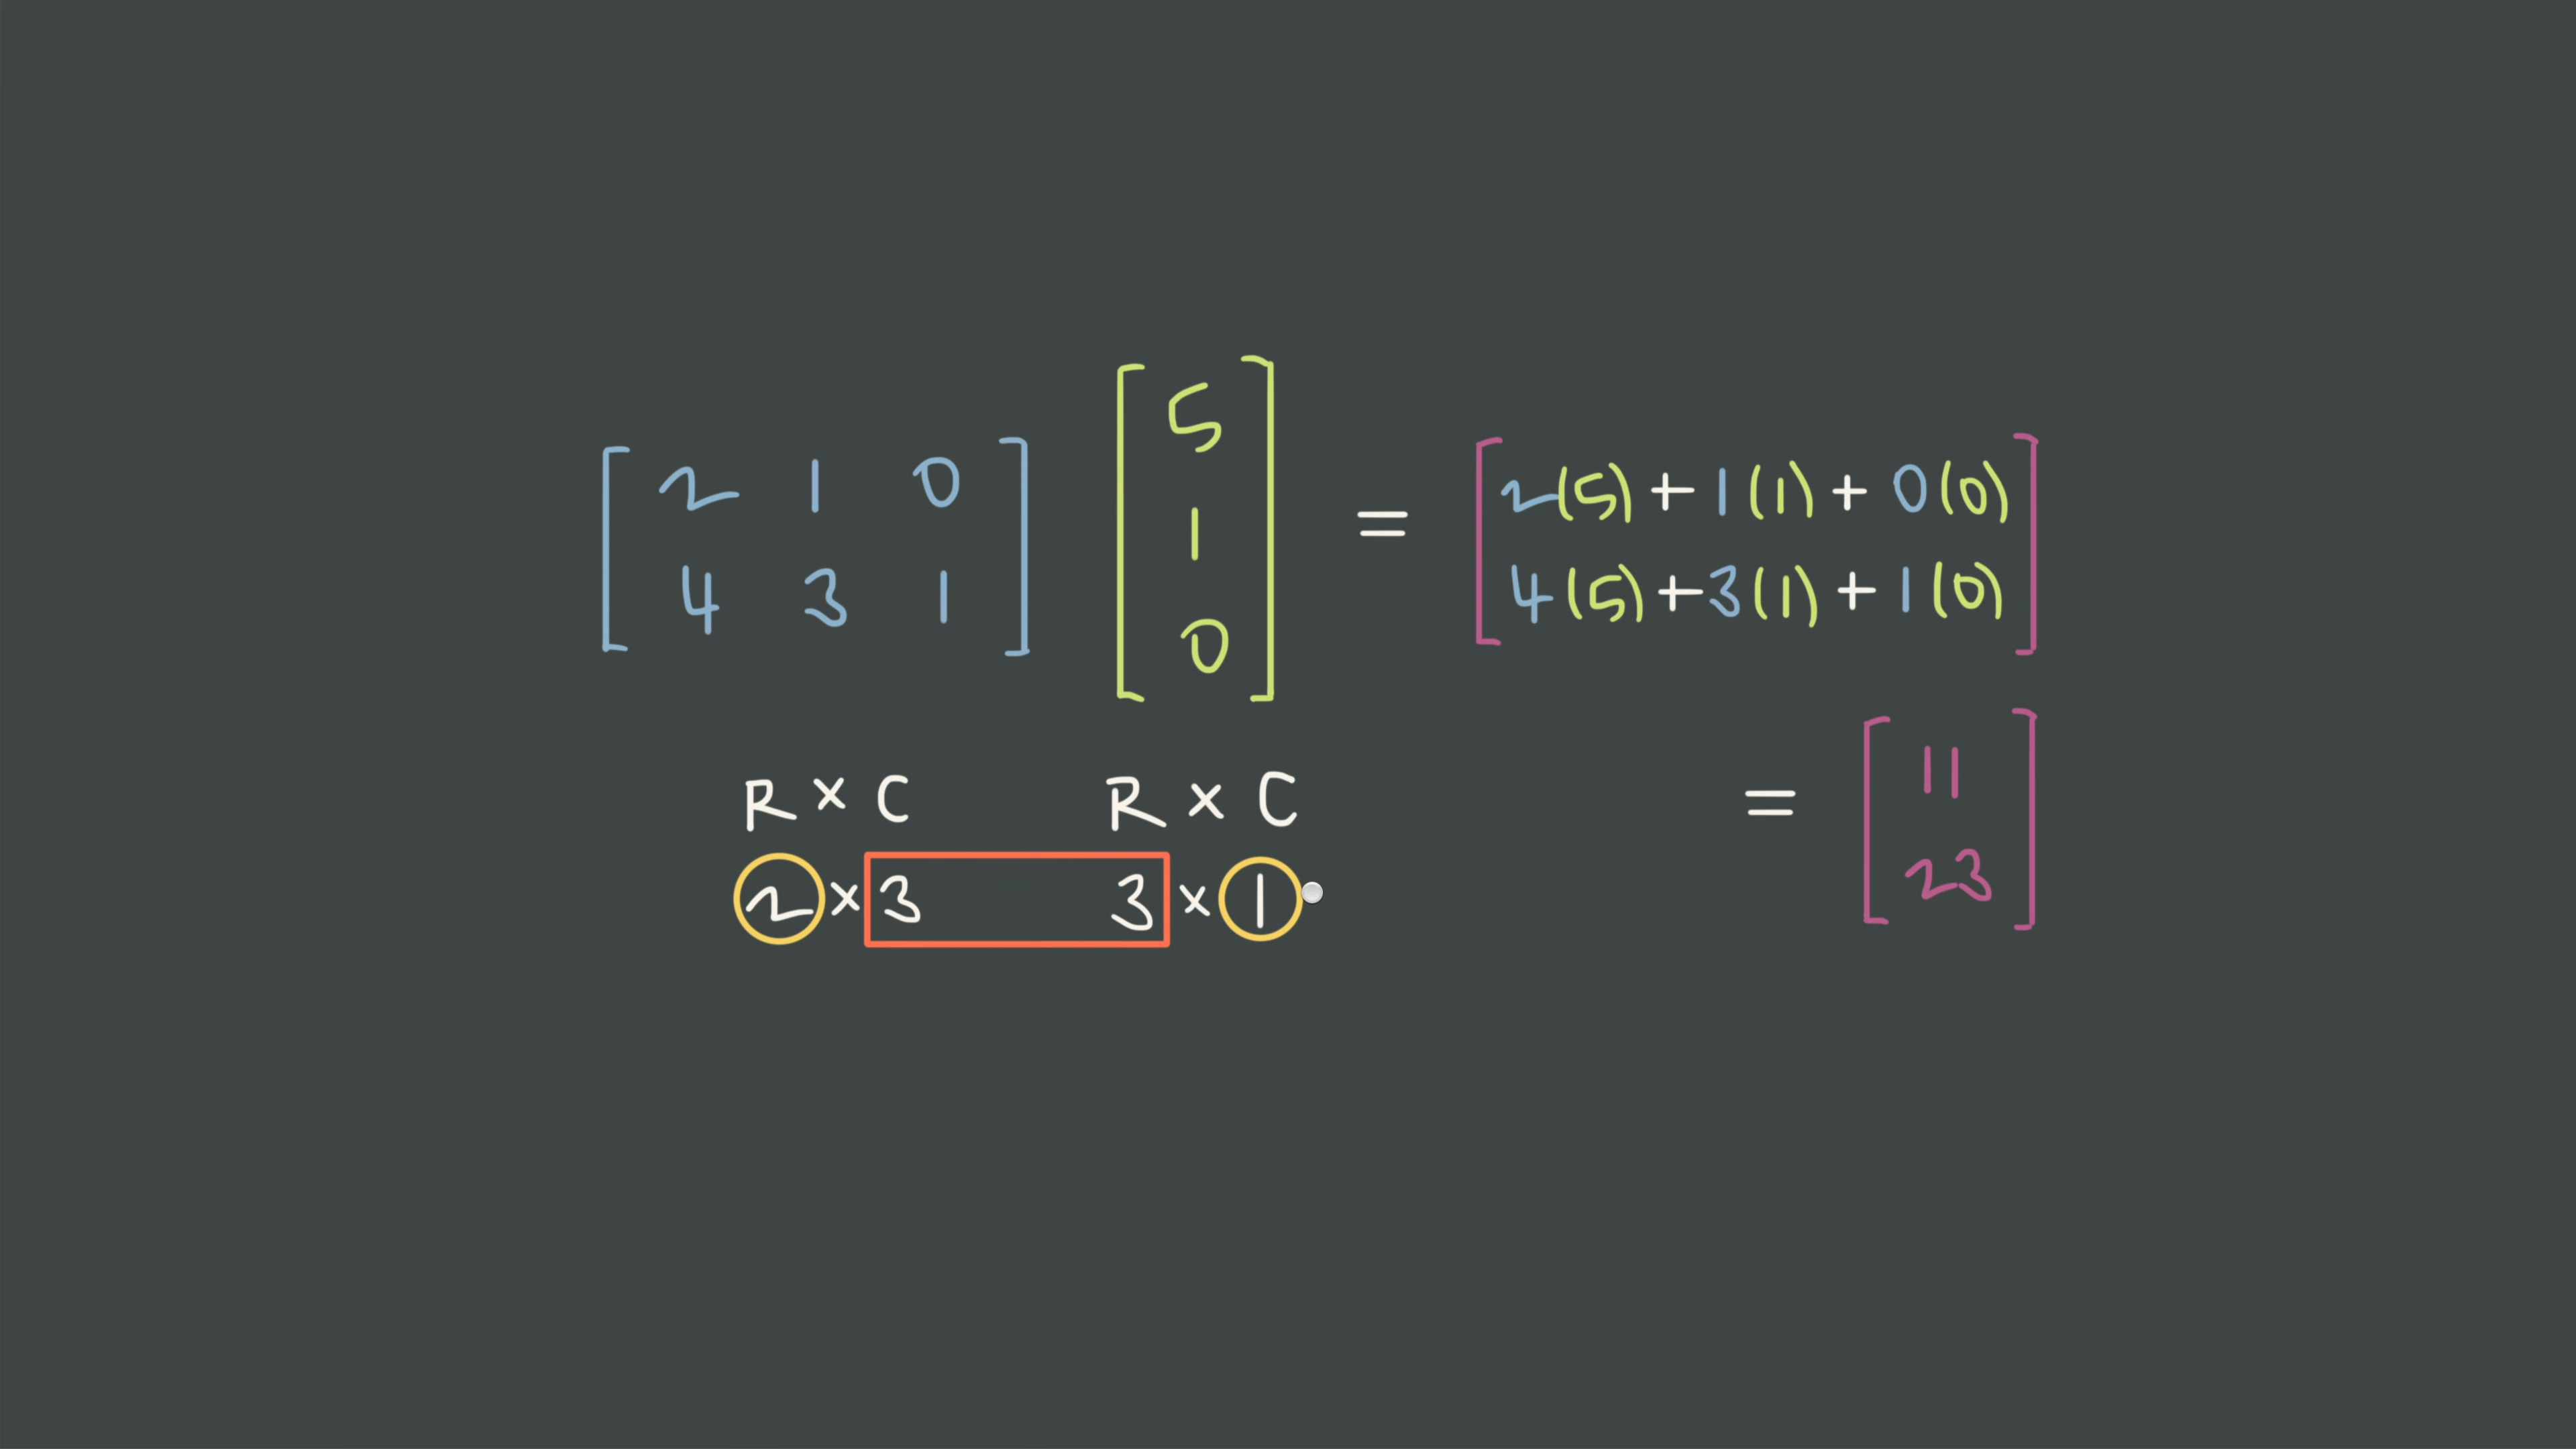 [ 2 1 0 ] [ 5 ] = [ 2(5) + 1(1) + 0(0) ]
[ 4 3 1 ] [ 1 ] [ 4(5) + 3(1) + 1(0) ]
[ 0 ]
R × C R × C = [ 11 ]
2 × 3 3 × 1 [ 23 ]